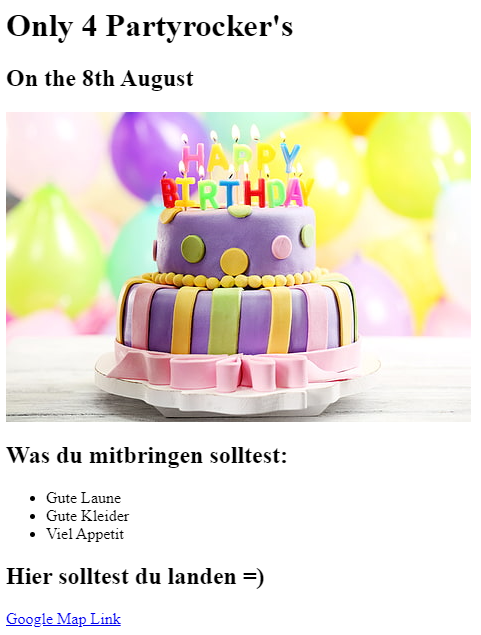 Only 4 Partyrocker's
On the 8th August
HAPPY
BIRTHDAY
Was du mitbringen solltest:
Gute Laune
Gute Kleider
Viel Appetit
Hier solltest du landen =)
Google Map Link